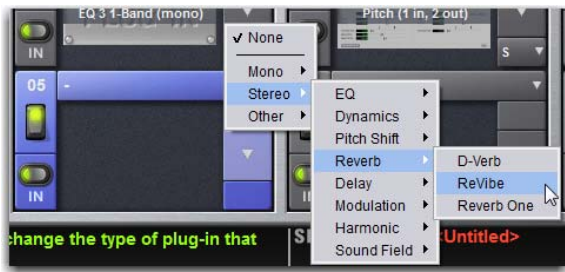 EQ 3 1-Band (mono)
IN
Pitch (1 in, 2 out)
S
✓ None
Mono
Stereo
Other
05
-
IN
EQ
Dynamics
Pitch Shift
Reverb
Delay
Modulation
Harmonic
Sound Field
D-Verb
ReVibe
Reverb One
change the type of plug-in that
<Untitled>